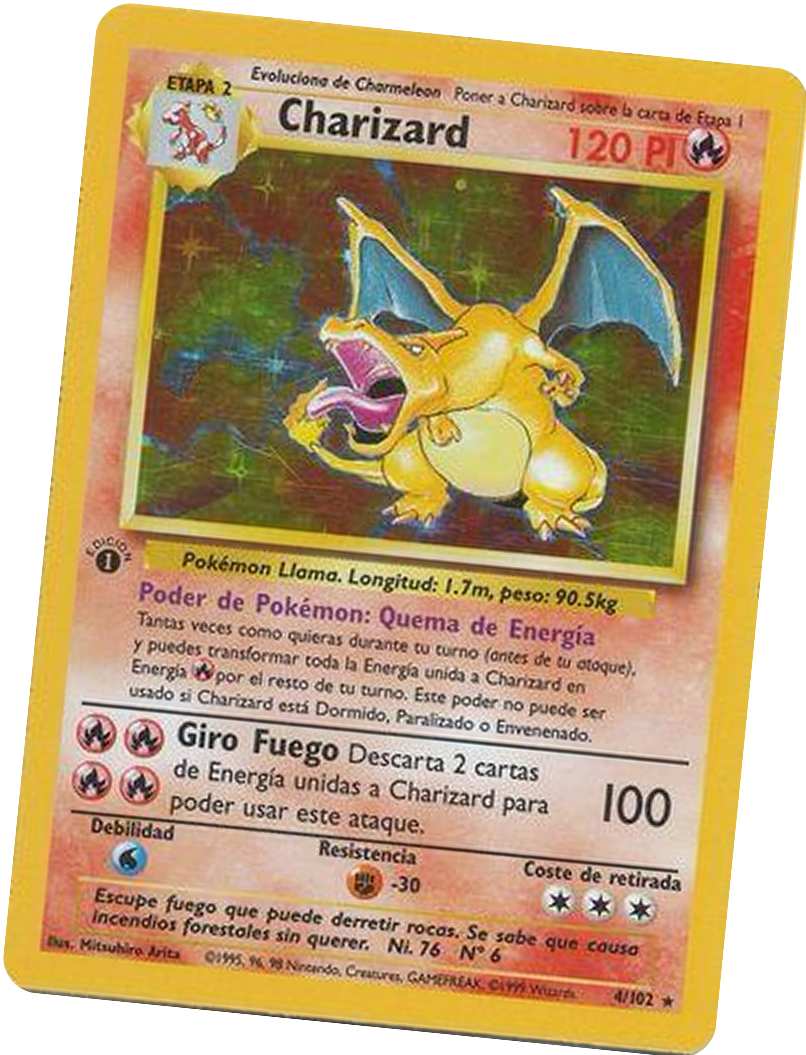 ETAPA 2 Evoluciona de Charmeleon Poner a Charizard sobre la carta de Etapa 1
Charizard 120 PI
EDICION 1
Pokémon Llama. Longitud: 1.7m, peso: 90.5kg
Poder de Pokémon: Quema de Energía
Tantas veces como quieras durante tu turno (antes de tu ataque),
y puedes transformar toda la Energía unida a Charizard en
Energía por el resto de tu turno. Este poder no puede ser
usado si Charizard está Dormido, Paralizado o Envenenado.
Giro Fuego Descarta 2 cartas
de Energía unidas a Charizard para
poder usar este ataque.
100
Debilidad
Resistencia
-30
Coste de retirada
Escupe fuego que puede derretir rocas. Se sabe que causa
incendios forestales sin querer. Ni. 76 Nº 6
Ilus. Mitsuhiro Arita ©1995, 96, 98 Nintendo, Creatures, GAMEFREAK. ©1999 Wizards. 4/102 ★